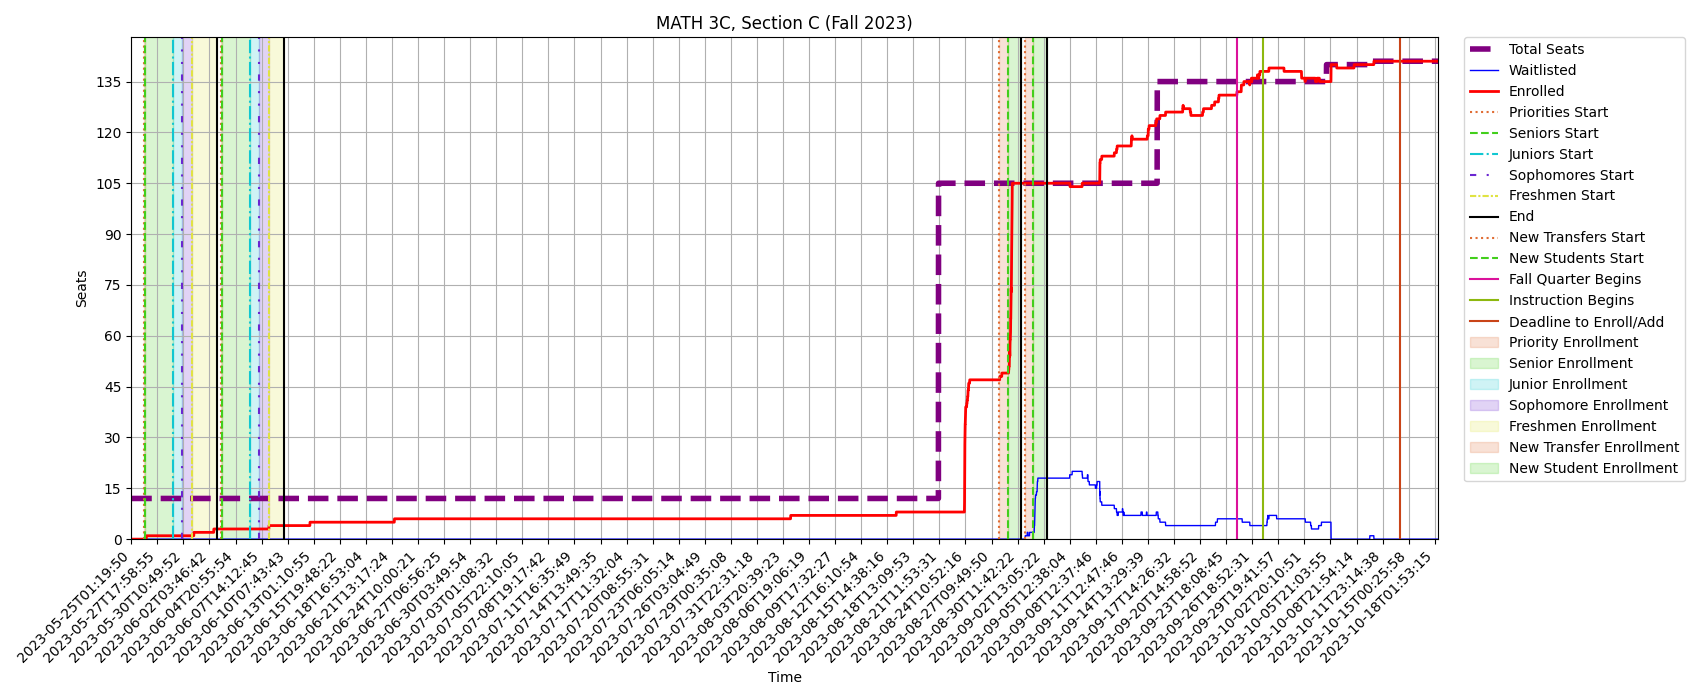 MATH 3C, Section C (Fall 2023)
Seats
135
120
105
90
75
60
45
30
15
0
2023-05-25T01:19:50
2023-05-27T17:58:55
2023-05-30T10:49:52
2023-06-02T03:46:42
2023-06-04T20:55:54
2023-06-07T14:12:45
2023-06-10T07:43:43
2023-06-13T01:10:55
2023-06-15T19:48:22
2023-06-18T16:53:04
2023-06-21T13:17:24
2023-06-24T10:00:21
2023-06-27T06:56:25
2023-06-30T03:49:54
2023-07-03T01:08:32
2023-07-05T22:10:05
2023-07-08T19:17:42
2023-07-11T16:35:49
2023-07-14T13:49:35
2023-07-17T11:32:04
2023-07-20T08:55:31
2023-07-23T06:05:14
2023-07-26T03:04:49
2023-07-29T00:35:08
2023-07-31T22:31:18
2023-08-03T20:39:23
2023-08-06T19:06:19
2023-08-09T17:32:27
2023-08-12T16:10:54
2023-08-15T14:38:16
2023-08-18T13:09:53
2023-08-21T11:53:31
2023-08-24T10:52:16
2023-08-27T09:49:50
2023-08-30T11:42:22
2023-09-02T13:05:22
2023-09-05T12:38:04
2023-09-08T12:37:46
2023-09-11T12:47:46
2023-09-14T13:29:39
2023-09-17T14:26:32
2023-09-20T14:58:52
2023-09-23T18:08:45
2023-09-26T18:52:31
2023-09-29T19:41:57
2023-10-02T20:10:51
2023-10-05T21:03:55
2023-10-08T21:54:14
2023-10-11T23:14:38
2023-10-15T00:25:58
2023-10-18T01:53:15
Time
Total Seats
Waitlisted
Enrolled
Priorities Start
Seniors Start
Juniors Start
Sophomores Start
Freshmen Start
End
New Transfers Start
New Students Start
Fall Quarter Begins
Instruction Begins
Deadline to Enroll/Add
Priority Enrollment
Senior Enrollment
Junior Enrollment
Sophomore Enrollment
Freshmen Enrollment
New Transfer Enrollment
New Student Enrollment